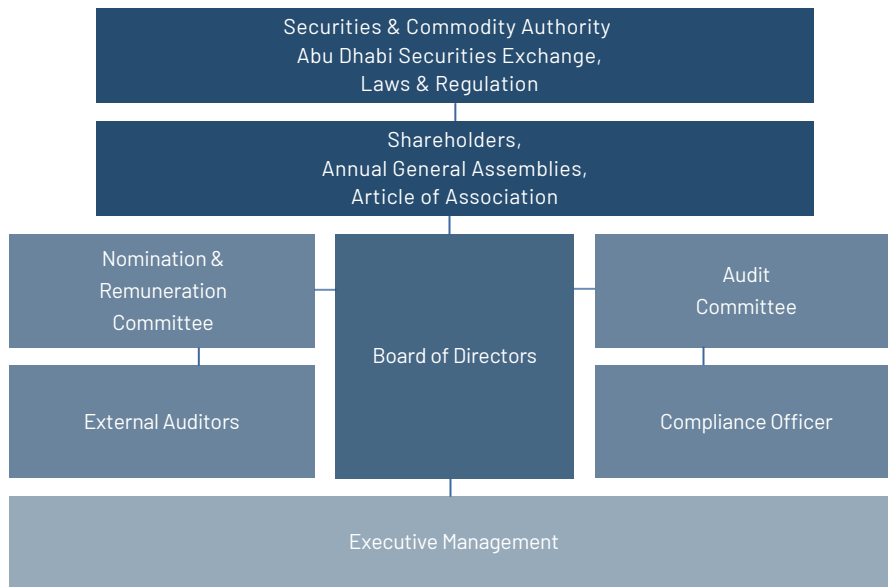 Securities & Commodity Authority
Abu Dhabi Securities Exchange,
Laws & Regulation
Shareholders,
Annual General Assemblies,
Article of Association
Nomination &
Remuneration
Committee
Board of Directors
Audit
Committee
External Auditors
Compliance Officer
Executive Management